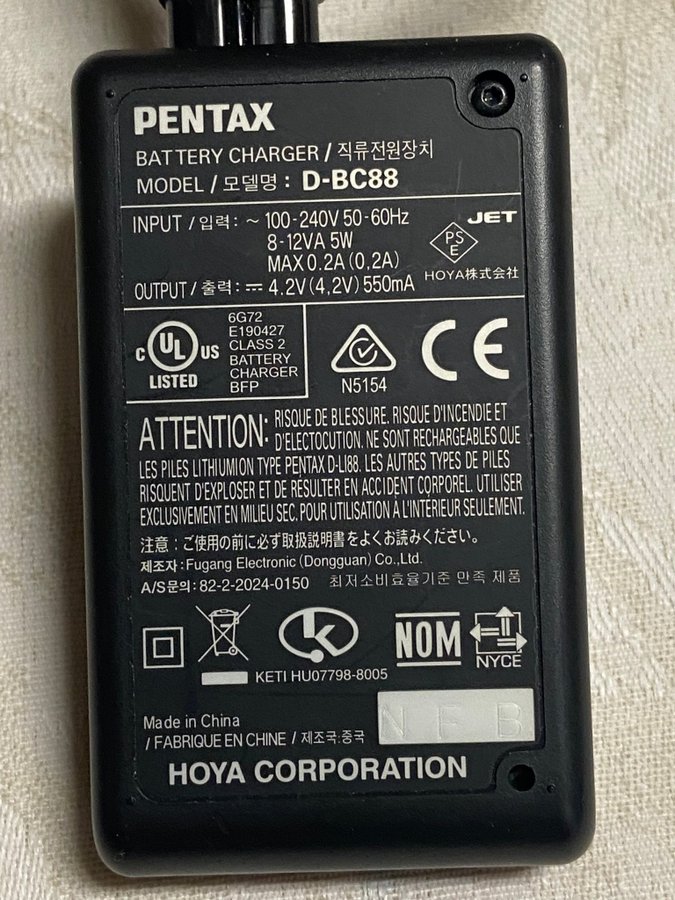 PENTAX
BATTERY CHARGER / 직류전원장치
MODEL / 모델명 : D-BC88
INPUT / 입력 : ~ 100-240V 50-60Hz
8-12VA 5W
MAX 0.2A (0,2A)
OUTPUT / 출력 : ⎓ 4.2V (4,2V) 550mA
JET
PS
E
HOYA株式会社
C UL US
LISTED
6G72
E190427
CLASS 2
BATTERY
CHARGER
BFP
N5154
CE
ATTENTION: RISQUE DE BLESSURE. RISQUE D'INCENDIE ET
D'ELECTOCUTION. NE SONT RECHARGEABLES QUE
LES PILES LITHIUMION TYPE PENTAX D-LI88. LES AUTRES TYPES DE PILES
RISQUENT D'EXPLOSER ET DE RESULTER EN ACCIDENT CORPOREL. UTILISER
EXCLUSIVEMENT EN MILIEU SEC. POUR UTILISATION À L'INTÉRIEUR SEULEMENT.
注意 : ご使用の前に必ず取扱説明書をよくお読みください。
제조자 : Fugang Electronic (Dongguan) Co.,Ltd.
A/S문의 : 82-2-2024-0150 최저소비효율기준 만족 제품
K
KETI HU07798-8005
NOM
NYCE
Made in China
/ FABRIQUE EN CHINE / 제조국:중국
NFB
HOYA CORPORATION